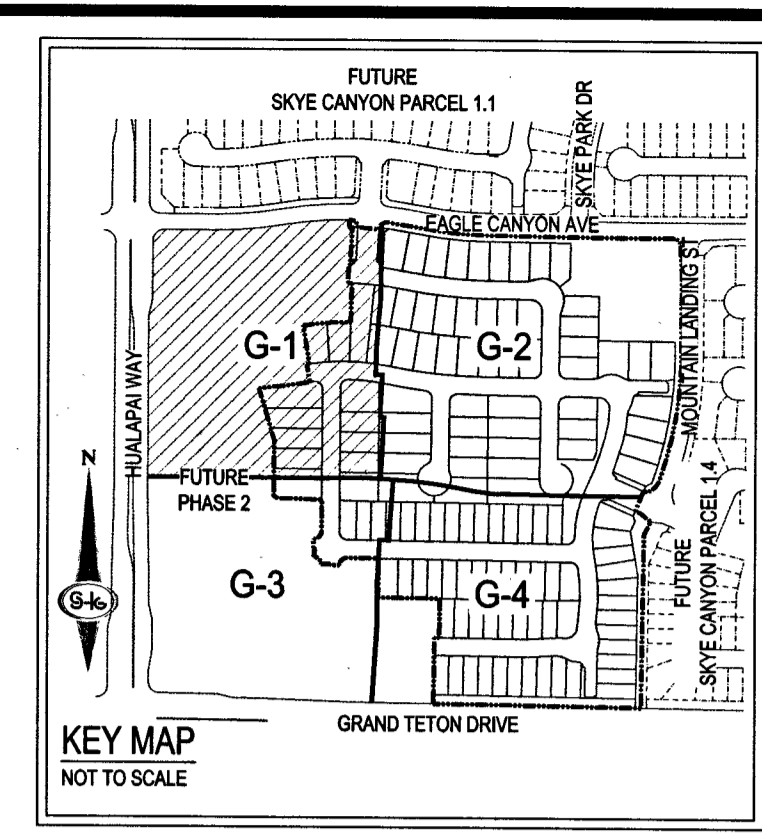 FUTURE
SKYE CANYON PARCEL 1.1
SKYE PARK DR
EAGLE CANYON AVE
MOUNTAIN LANDING ST
G-1
G-2
HUALAPAI WAY
N
FUTURE
PHASE 2
S-G
G-3
G-4
FUTURE
SKYE CANYON PARCEL 1.4
GRAND TETON DRIVE
KEY MAP
NOT TO SCALE